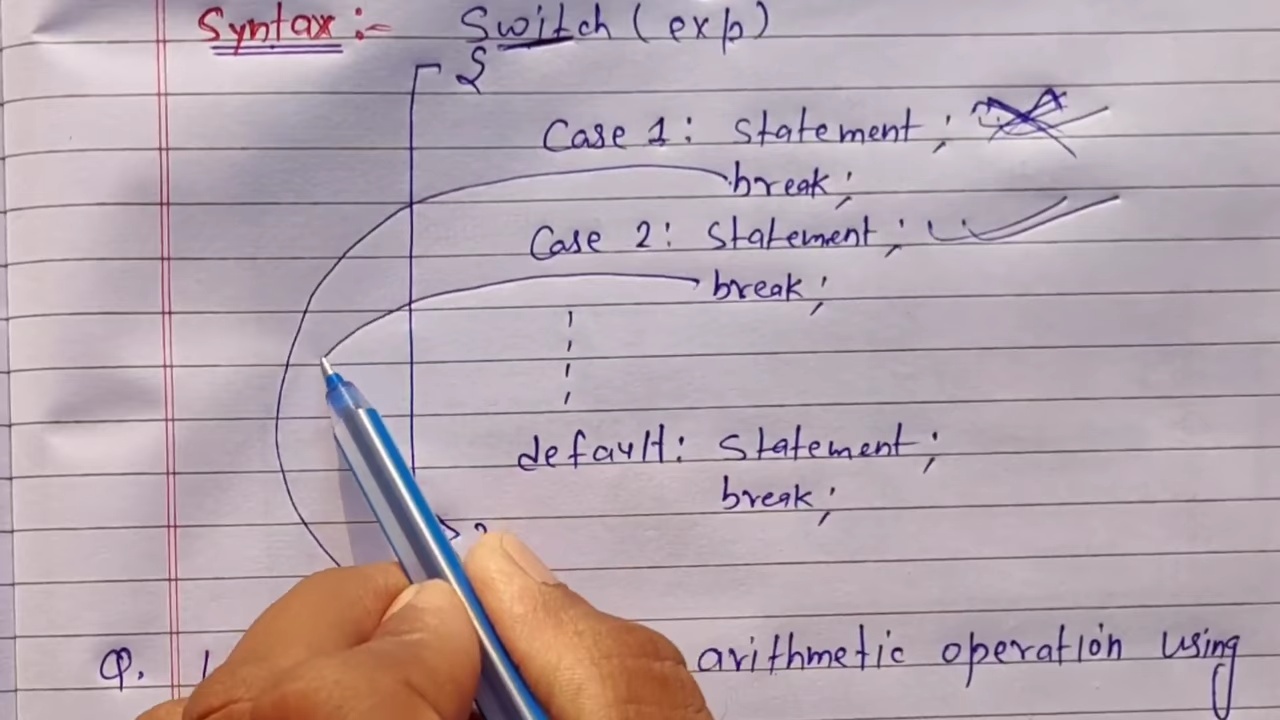 Syntax:- Switch (exp)
{
Case 1: Statement;
break;
Case 2: Statement;
break;
default: Statement;
break;
Q. arithmetic operation using